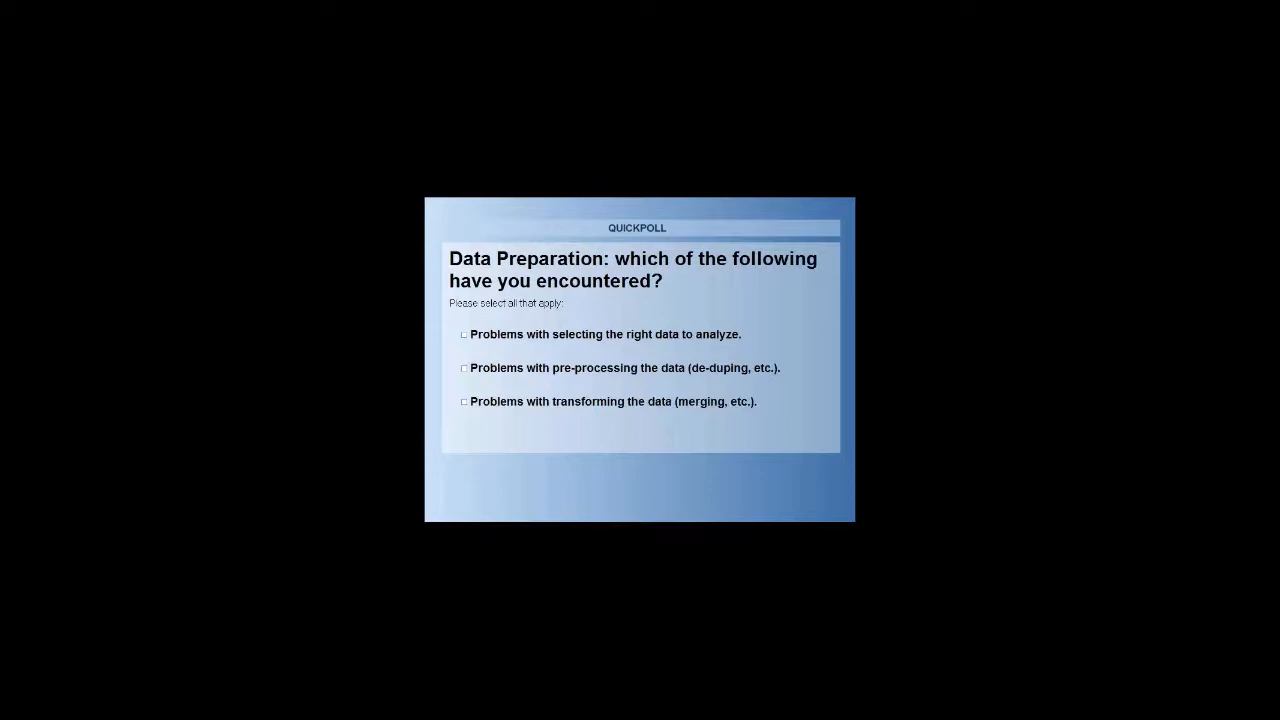 QUICKPOLL
Data Preparation: which of the following
have you encountered?
Please select all that apply:
Problems with selecting the right data to analyze.
Problems with pre-processing the data (de-duping, etc.).
Problems with transforming the data (merging, etc.).